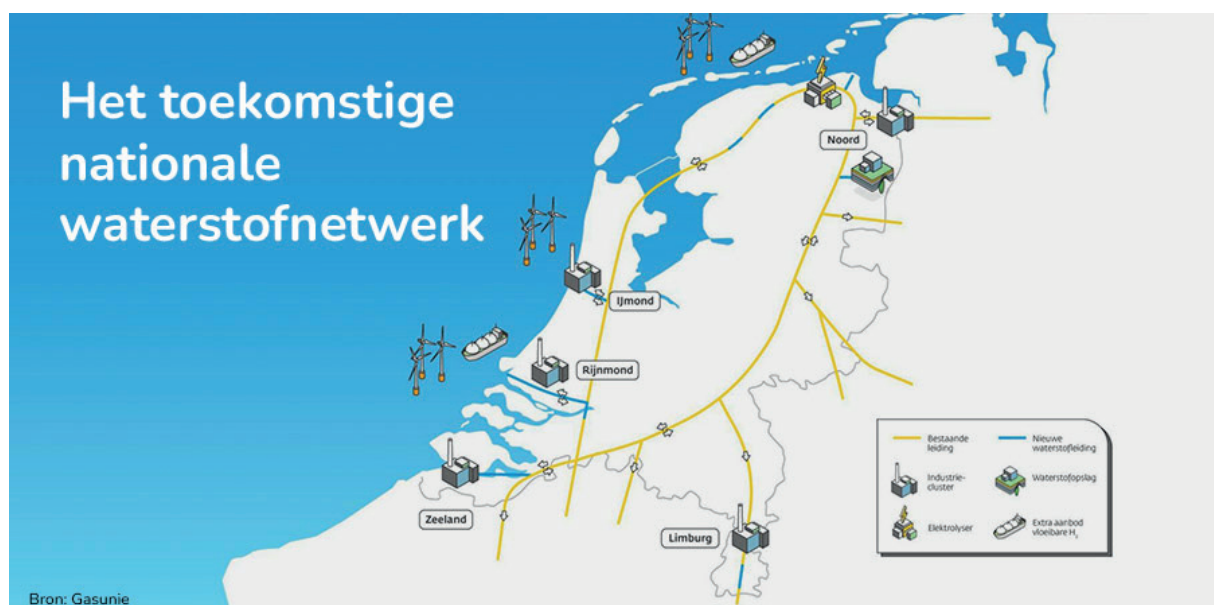 Het toekomstige
nationale
waterstofnetwerk
Noord
IJmond
Rijnmond
Zeeland
Limburg
Bestaande
leiding
Nieuwe
waterstofleiding
Industrie-
cluster
Waterstofopslag
Elektrolyser
Extra aanbod
vloeibare H₂
Bron: Gasunie